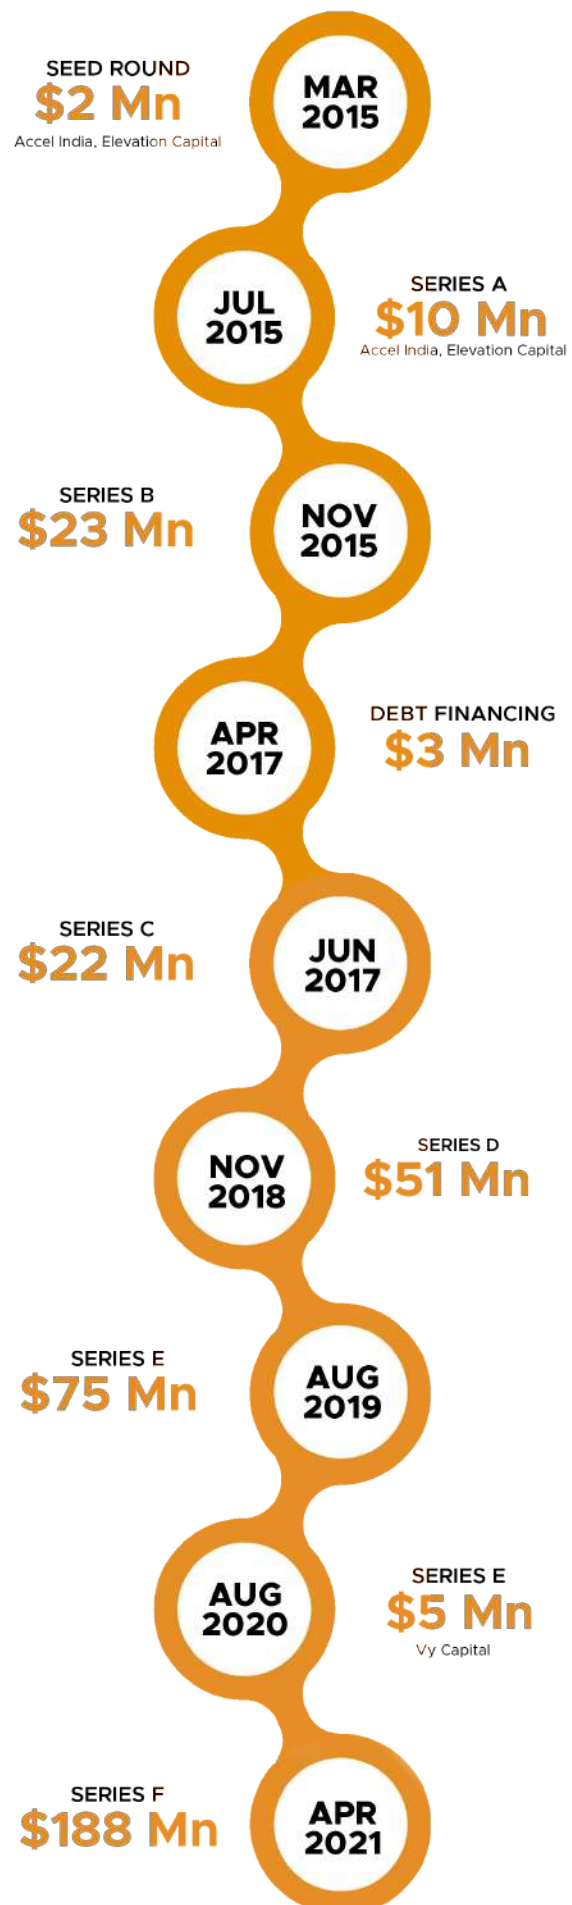 SEED ROUND
$2 Mn
Accel India, Elevation Capital
MAR
2015
JUL
2015
SERIES A
$10 Mn
Accel India, Elevation Capital
SERIES B
$23 Mn
NOV
2015
APR
2017
DEBT FINANCING
$3 Mn
SERIES C
$22 Mn
JUN
2017
NOV
2018
SERIES D
$51 Mn
SERIES E
$75 Mn
AUG
2019
AUG
2020
SERIES E
$5 Mn
Vy Capital
SERIES F
$188 Mn
APR
2021